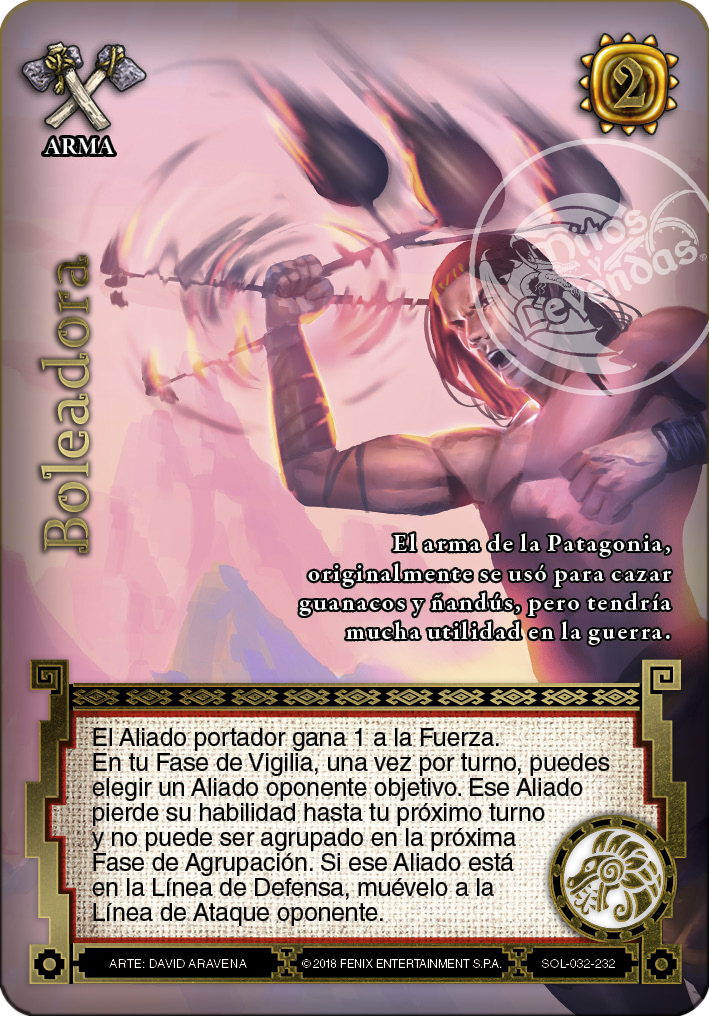 ARMA
2
Mitos
y
Leyendas®
Boleadora
El arma de la Patagonia,
originalmente se usó para cazar
guanacos y ñandús, pero tendría
mucha utilidad en la guerra.
El Aliado portador gana 1 a la Fuerza.
En tu Fase de Vigilia, una vez por turno, puedes
elegir un Aliado oponente objetivo. Ese Aliado
pierde su habilidad hasta tu próximo turno
y no puede ser agrupado en la próxima
Fase de Agrupación. Si ese Aliado está
en la Línea de Defensa, muévelo a la
Línea de Ataque oponente.
ARTE: DAVID ARAVENA
©2018 FENIX ENTERTAINMENT S.P.A.
SOL-032-232